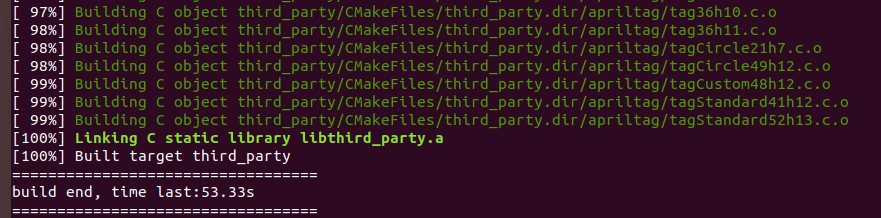 [ 97%] Building C object third_party/CMakeFiles/third_party.dir/apriltag/tag36h10.c.o
[ 98%] Building C object third_party/CMakeFiles/third_party.dir/apriltag/tag36h11.c.o
[ 98%] Building C object third_party/CMakeFiles/third_party.dir/apriltag/tagCircle21h7.c.o
[ 98%] Building C object third_party/CMakeFiles/third_party.dir/apriltag/tagCircle49h12.c.o
[ 98%] Building C object third_party/CMakeFiles/third_party.dir/apriltag/tagCustom48h12.c.o
[ 99%] Building C object third_party/CMakeFiles/third_party.dir/apriltag/tagStandard41h12.c.o
[ 99%] Building C object third_party/CMakeFiles/third_party.dir/apriltag/tagStandard52h13.c.o
[100%] Linking C static library libthird_party.a
[100%] Built target third_party
==================================
build end, time last:53.33s
==================================